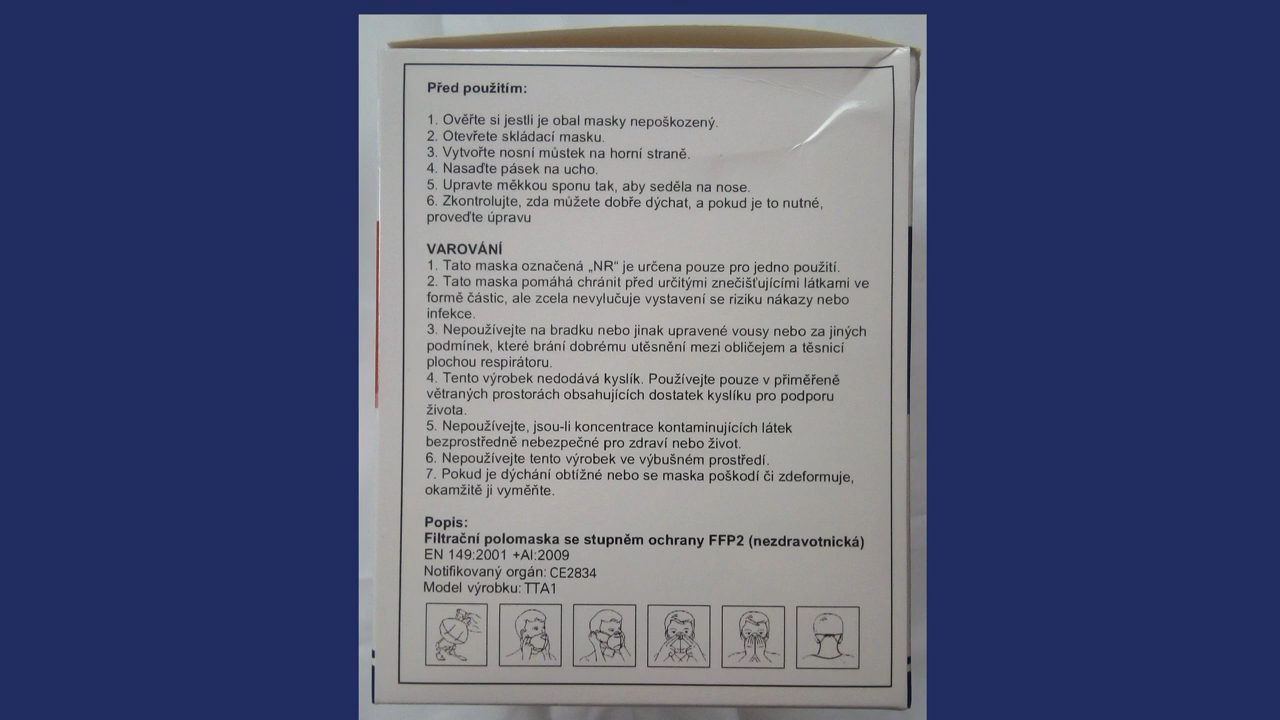 Před použitím:
1. Ověřte si jestli je obal masky nepoškozený.
2. Otevřete skládací masku.
3. Vytvořte nosní můstek na horní straně.
4. Nasaďte pásek na ucho.
5. Upravte měkkou sponu tak, aby seděla na nose.
6. Zkontrolujte, zda můžete dobře dýchat, a pokud je to nutné,
proveďte úpravu
VAROVÁNÍ
1. Tato maska označená „NR“ je určena pouze pro jedno použití.
2. Tato maska pomáhá chránit před určitými znečišťujícími látkami ve
formě částic, ale zcela nevylučuje vystavení se riziku nákazy nebo
infekce.
3. Nepoužívejte na bradku nebo jinak upravené vousy nebo za jiných
podmínek, které brání dobrému utěsnění mezi obličejem a těsnicí
plochou respirátoru.
4. Tento výrobek nedodává kyslík. Používejte pouze v přiměřeně
větraných prostorách obsahujících dostatek kyslíku pro podporu
života.
5. Nepoužívejte, jsou-li koncentrace kontaminujících látek
bezprostředně nebezpečné pro zdraví nebo život.
6. Nepoužívejte tento výrobek ve výbušném prostředí.
7. Pokud je dýchání obtížné nebo se maska poškodí či zdeformuje,
okamžitě ji vyměňte.
Popis:
Filtrační polomaska se stupněm ochrany FFP2 (nezdravotnická)
EN 149:2001 +AI:2009
Notifikovaný orgán: CE2834
Model výrobku: TTA1